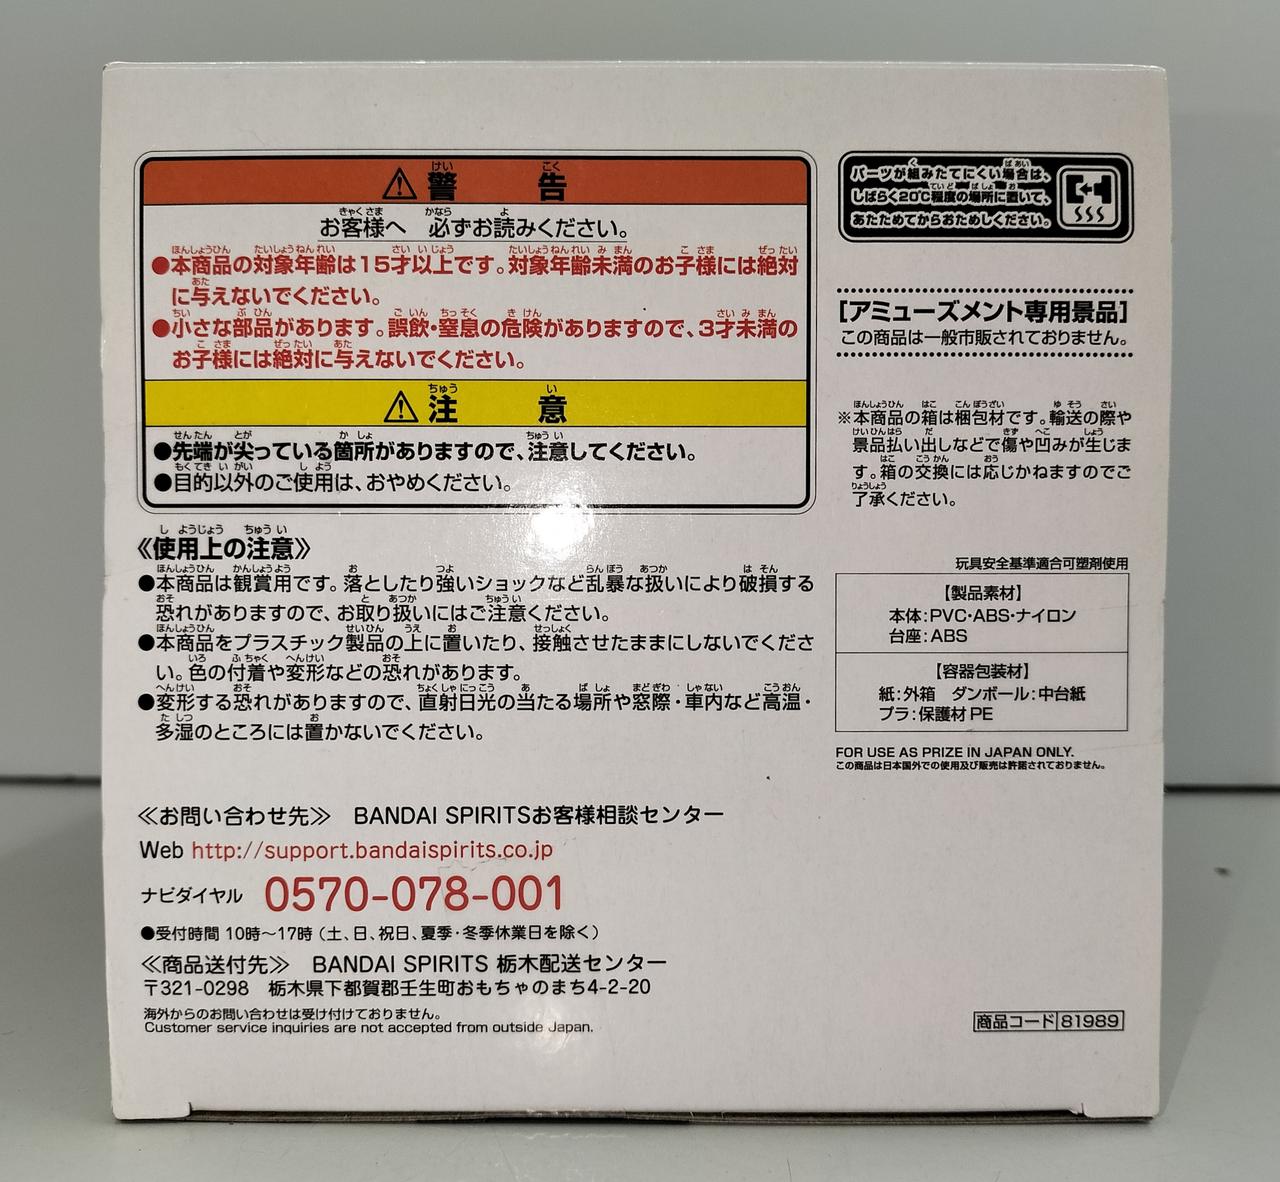 ⚠警告
お客様へ 必ずお読みください。
●本商品の対象年齢は15才以上です。対象年齢未満のお子様には絶対
に与えないでください。
●小さな部品があります。誤飲・窒息の危険がありますので、3才未満の
お子様には絶対に与えないでください。
⚠注意
●先端が尖っている箇所がありますので、注意してください。
●目的以外のご使用は、おやめください。
《使用上の注意》
●本商品は観賞用です。落としたり強いショックなど乱暴な扱いにより破損する
恐れがありますので、お取り扱いにはご注意ください。
●本商品をプラスチック製品の上に置いたり、接触させたままにしないでくださ
い。色の付着や変形などの恐れがあります。
●変形する恐れがありますので、直射日光の当たる場所や窓際・車内など高温・
多湿のところには置かないでください。
≪お問い合わせ先≫ BANDAI SPIRITSお客様相談センター
Web http://support.bandaispirits.co.jp
ナビダイヤル 0570-078-001
●受付時間 10時～17時（土、日、祝日、夏季・冬季休業日を除く）
≪商品送付先≫ BANDAI SPIRITS 栃木配送センター
〒321-0298 栃木県下都賀郡壬生町おもちゃのまち4-2-20
海外からのお問い合わせは受け付けておりません。
Customer service inquiries are not accepted from outside Japan.
パーツが組みたてにくい場合は、
しばらく20℃程度の場所に置いて、
あたためてからおためしください。
[アミューズメント専用景品]
この商品は一般市販されておりません。
※本商品の箱は梱包材です。輸送の際や
景品払い出しなどで傷や凹みが生じま
す。箱の交換には応じかねますのでご
了承ください。
玩具安全基準適合可塑剤使用
【製品素材】
本体:PVC・ABS・ナイロン
台座:ABS
【容器包装材】
紙:外箱 ダンボール:中台紙
プラ:保護材 PE
FOR USE AS PRIZE IN JAPAN ONLY.
この商品は日本国外での使用及び販売は許諾されておりません。
商品コード 81989